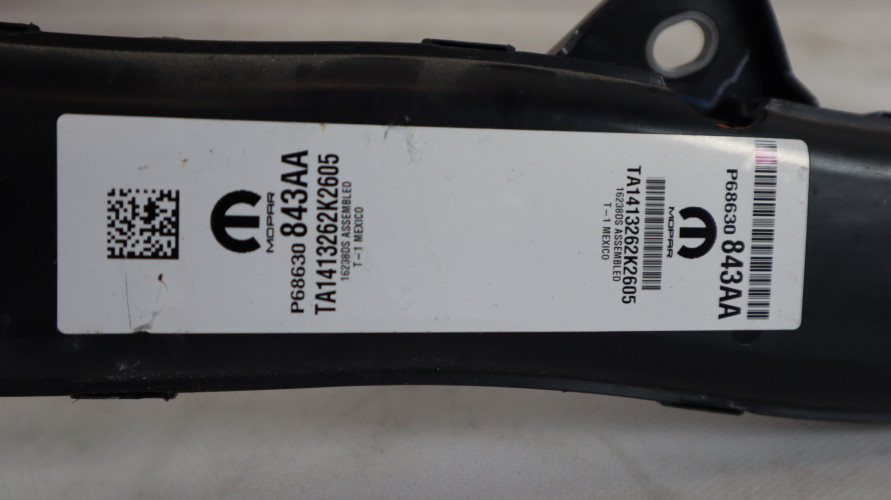 MOPAR
P68630 843AA
TA1413262K2605
16238DS ASSEMBLED
T-1 MEXICO
P68630 843AA
MOPAR
TA1413262K2605
16238DS ASSEMBLED
T-1 MEXICO